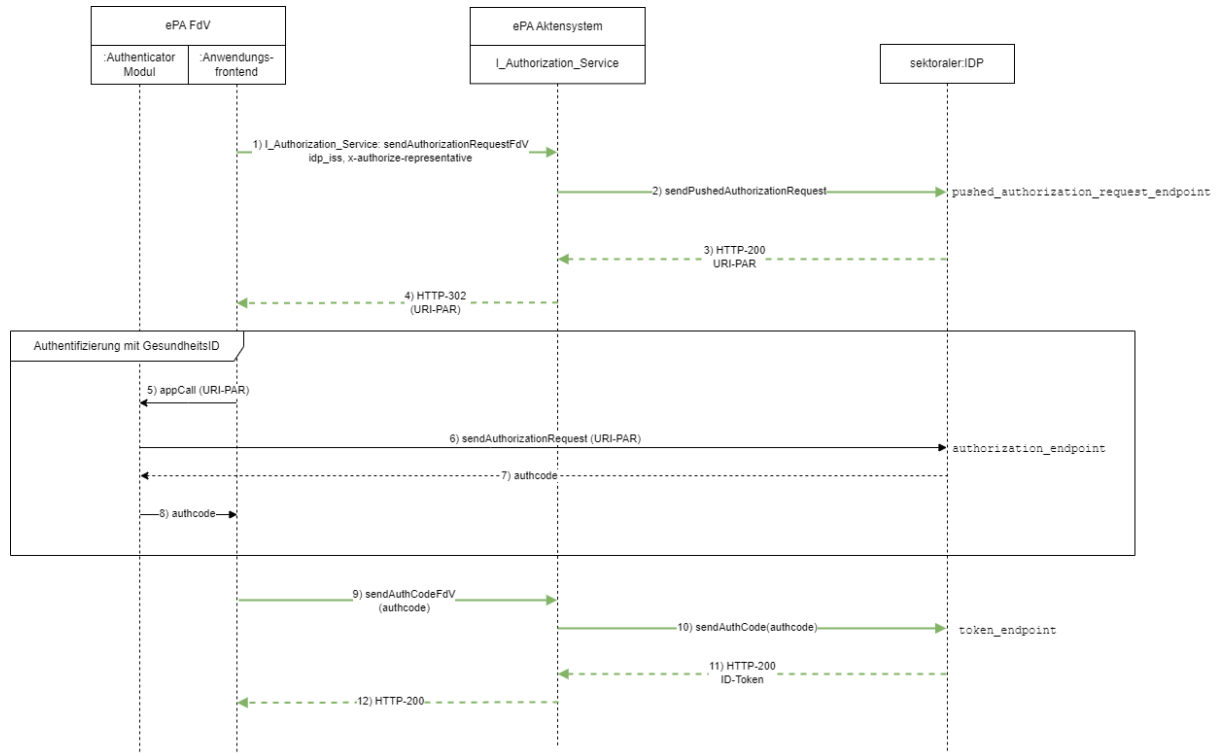 ePA FdV
:Authenticator
Modul
:Anwendungs-
frontend
ePA Aktensystem
I_Authorization_Service
sektoraler:IDP
1) I_Authorization_Service: sendAuthorizationRequestFdV
idp_iss, x-authorize-representative
2) sendPushedAuthorizationRequest
pushed_authorization_request_endpoint
3) HTTP-200
URI-PAR
4) HTTP-302
(URI-PAR)
Authentifizierung mit GesundheitsID
5) appCall (URI-PAR)
6) sendAuthorizationRequest (URI-PAR)
authorization_endpoint
7) authcode
8) authcode
9) sendAuthCodeFdV
(authcode)
10) sendAuthCode(authcode)
token_endpoint
11) HTTP-200
ID-Token
12) HTTP-200